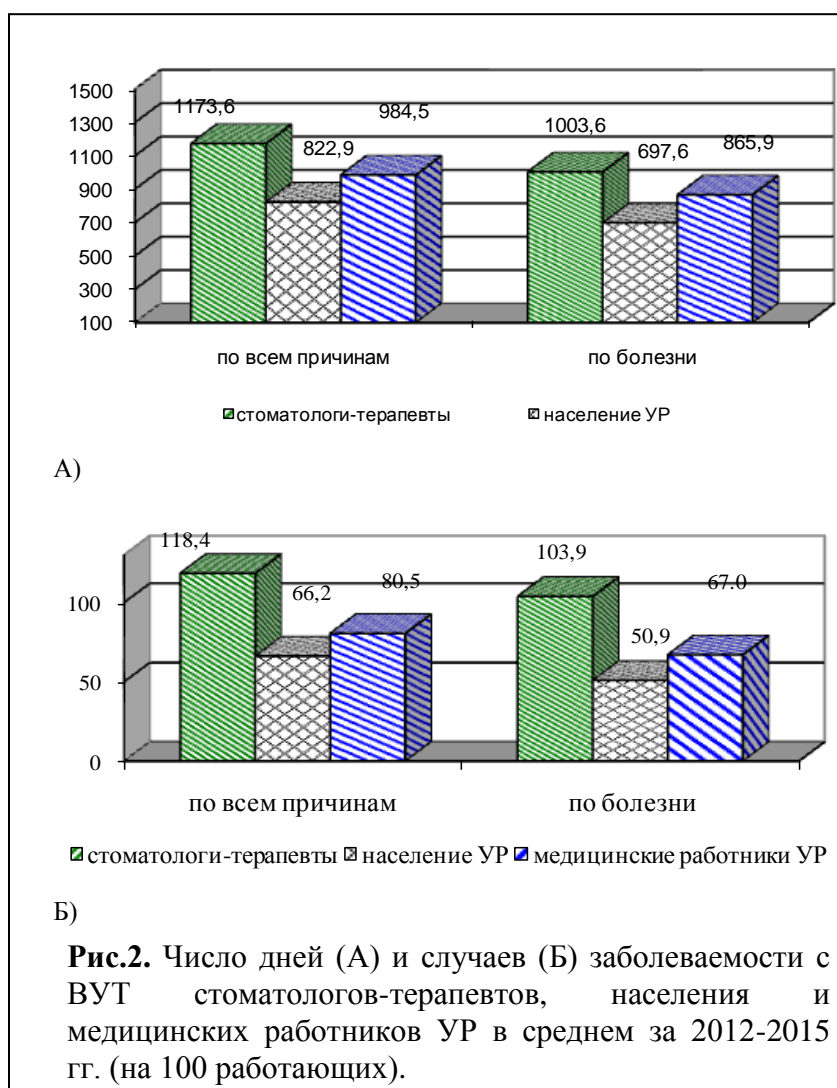 1500
1300
1100
900
700
500
300
100
1173,6
822,9
984,5
1003,6
697,6
865,9
по всем причинам по болезни
стоматологи-терапевты население УР
А)
100
50
0
118,4
66,2
80,5
103,9
50,9
67.0
по всем причинам по болезни
стоматологи-терапевты население УР медицинские работники УР
Б)
Рис.2. Число дней (А) и случаев (Б) заболеваемости с
ВУТ стоматологов-терапевтов, населения и
медицинских работников УР в среднем за 2012-2015
гг. (на 100 работающих).